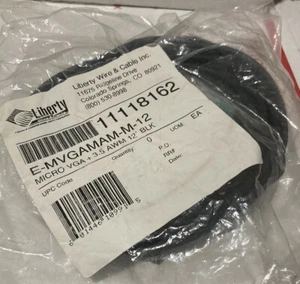 Liberty Wire & Cable Inc.
11675 Ridgeline Drive
Colorado Springs, CO 80921
(800) 530-8998
Liberty
11118162
E-MVGAMAM-M-12
MICRO VGA + 3.5 AWM 12' BLK
UPC Code
Quantity
0
UOM
EA
P.O.
RR#
Date: